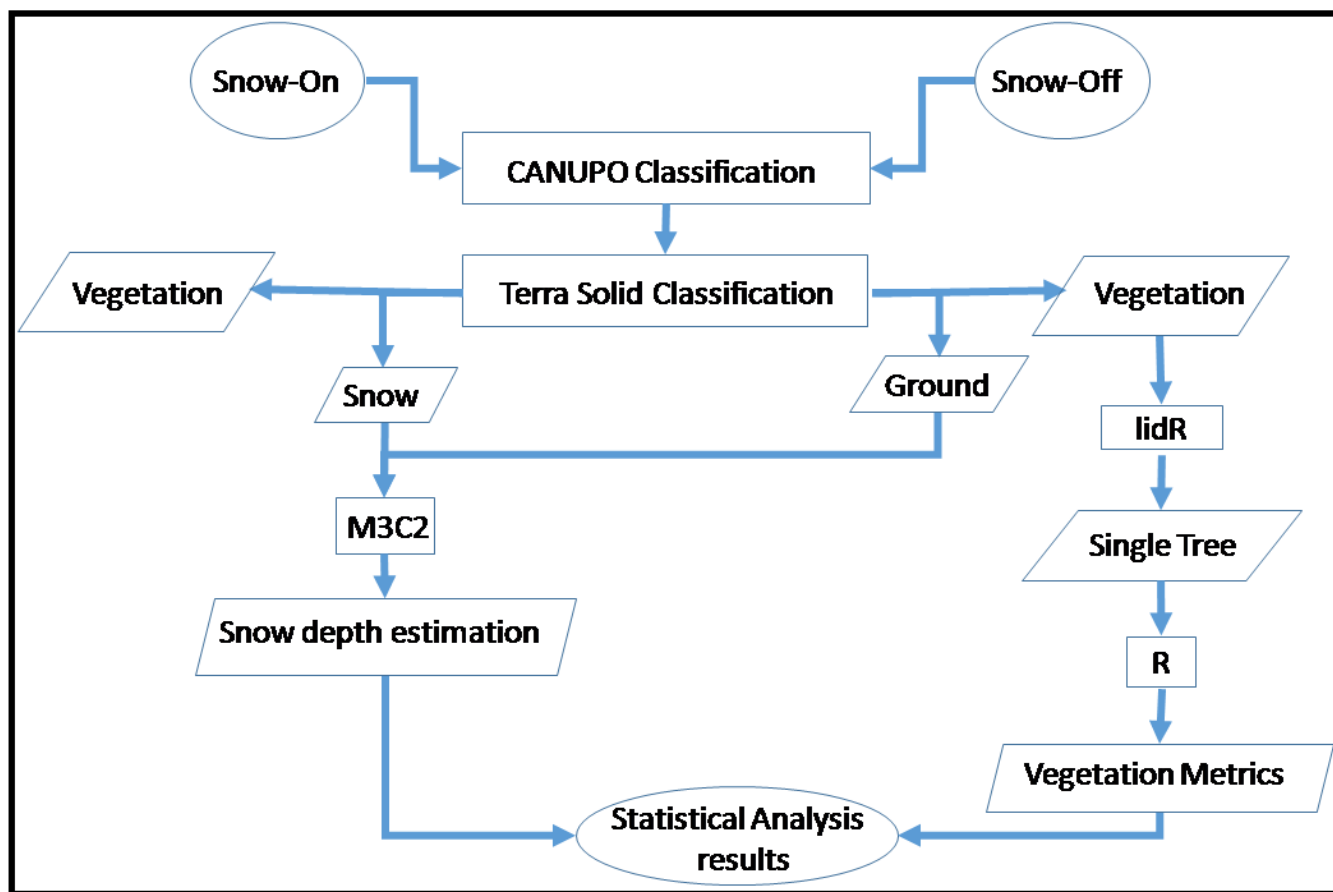 Snow-On
Snow-Off
CANUPO Classification
Vegetation
Terra Solid Classification
Vegetation
Snow
Ground
lidR
M3C2
Single Tree
Snow depth estimation
R
Vegetation Metrics
Statistical Analysis
results